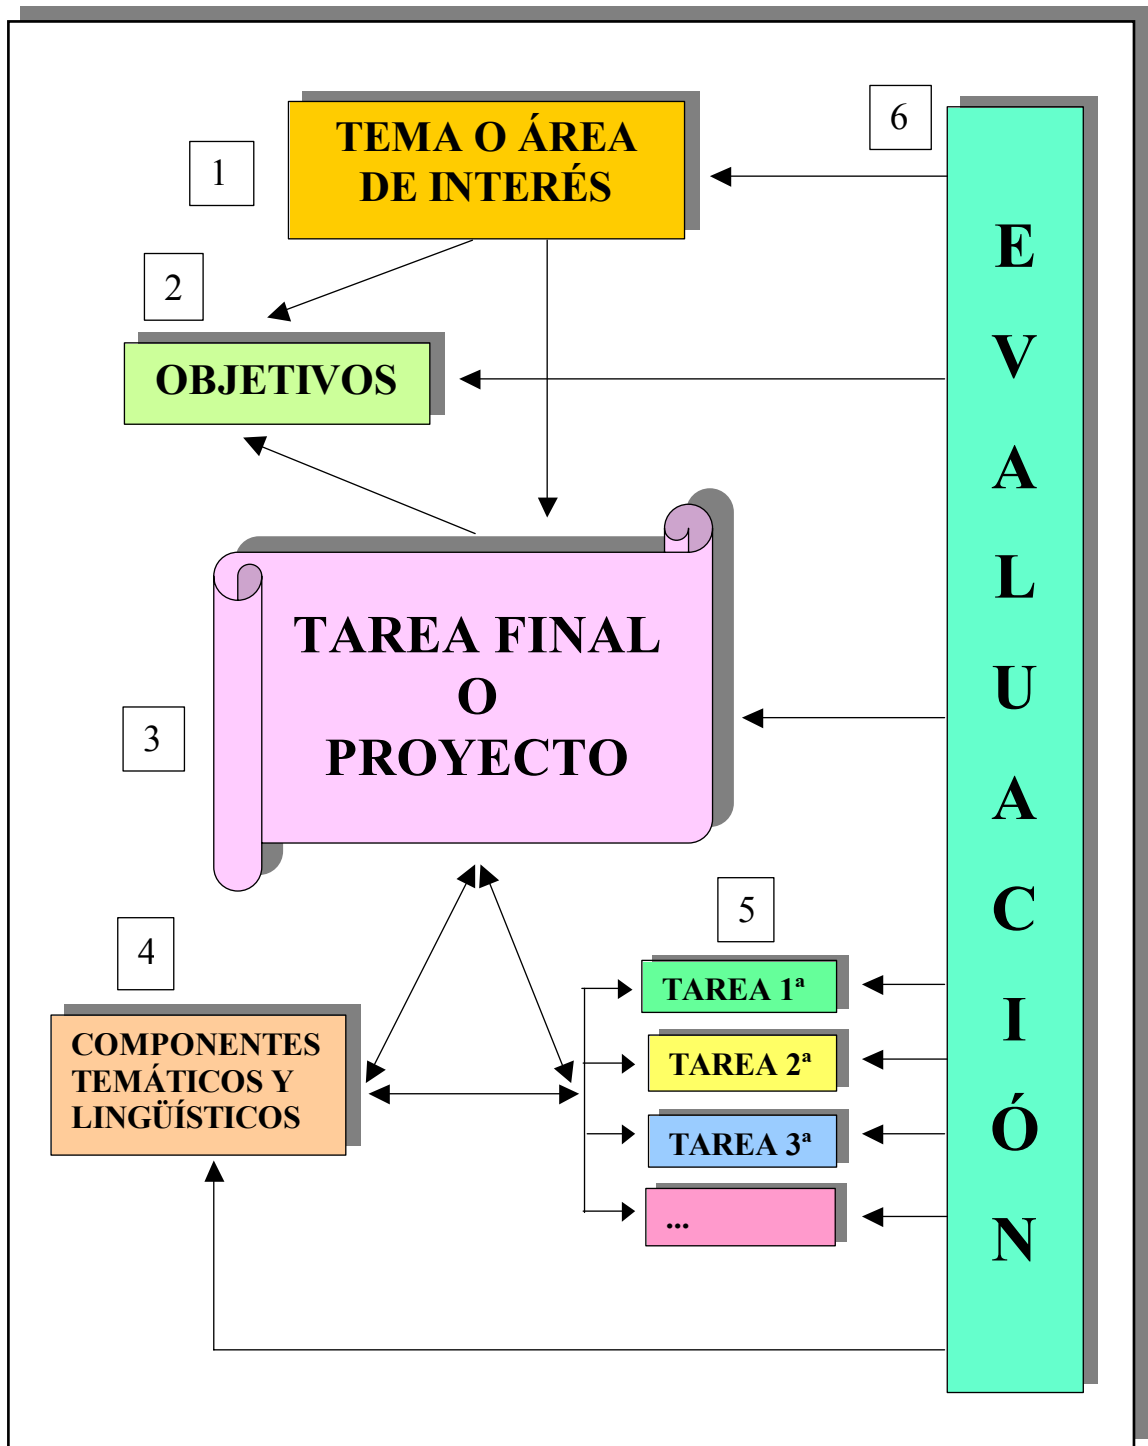 1
TEMA O ÁREA
DE INTERÉS
2
OBJETIVOS
3
TAREA FINAL
O
PROYECTO
4
COMPONENTES
TEMÁTICOS Y
LINGÜÍSTICOS
5
TAREA 1ª
TAREA 2ª
TAREA 3ª
...
6
E
V
A
L
U
A
C
I
Ó
N